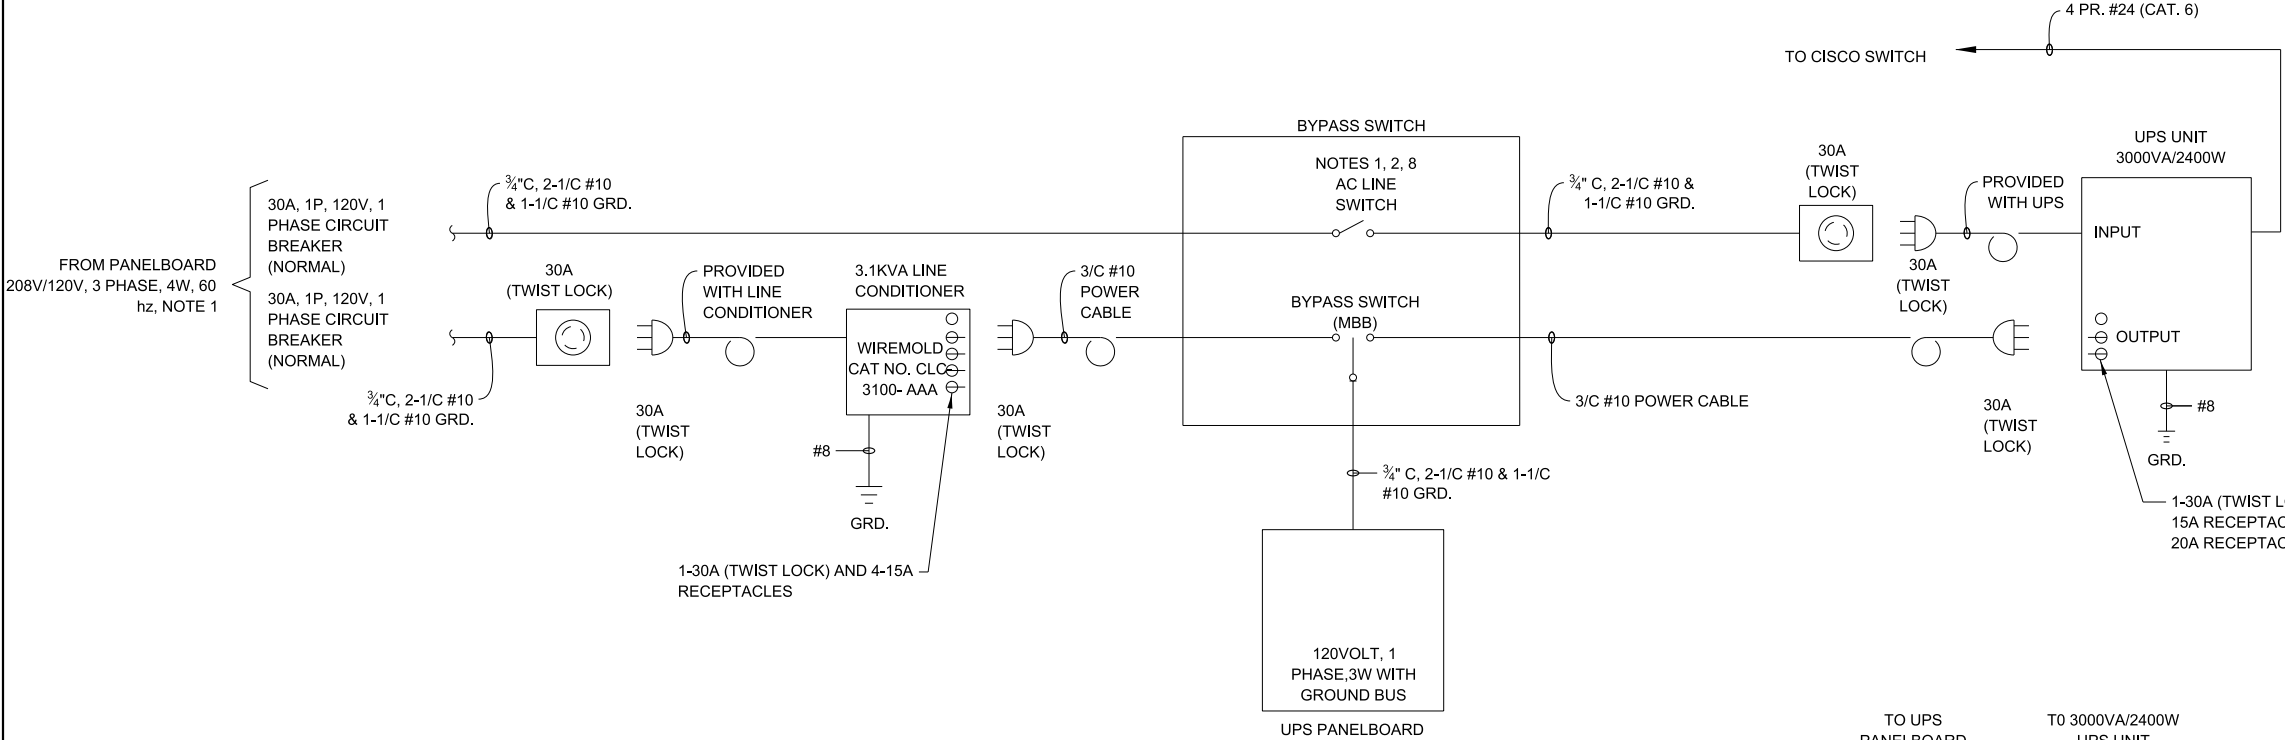 4 PR. #24 (CAT. 6)
TO CISCO SWITCH
BYPASS SWITCH
NOTES 1, 2, 8
AC LINE
SWITCH
UPS UNIT
3000VA/2400W
30A
(TWIST
LOCK)
PROVIDED
WITH UPS
INPUT
¾"C, 2-1/C #10
& 1-1/C #10 GRD.
¾" C, 2-1/C #10 &
1-1/C #10 GRD.
30A, 1P, 120V, 1
PHASE CIRCUIT
BREAKER
(NORMAL)
FROM PANELBOARD
208V/120V, 3 PHASE, 4W, 60
hz, NOTE 1
30A, 1P, 120V, 1
PHASE CIRCUIT
BREAKER
(NORMAL)
30A
(TWIST LOCK)
PROVIDED
WITH LINE
CONDITIONER
3.1KVA LINE
CONDITIONER
3/C #10
POWER
CABLE
BYPASS SWITCH
(MBB)
30A
(TWIST
LOCK)
OUTPUT
WIREMOLD
CAT NO. CLC-
3100- AAA
¾"C, 2-1/C #10
& 1-1/C #10 GRD.
30A
(TWIST
LOCK)
#8
GRD.
30A
(TWIST
LOCK)
3/C #10 POWER CABLE
30A
(TWIST
LOCK)
#8
GRD.
¾" C, 2-1/C #10 & 1-1/C
#10 GRD.
1-30A (TWIST
15A
20A
1-30A (TWIST LOCK) AND 4-15A
RECEPTACLES
120VOLT, 1
PHASE,3W WITH
GROUND BUS
UPS PANELBOARD
TO UPS
PANELBOARD
T0 3000VA/2400W
UPS UNIT